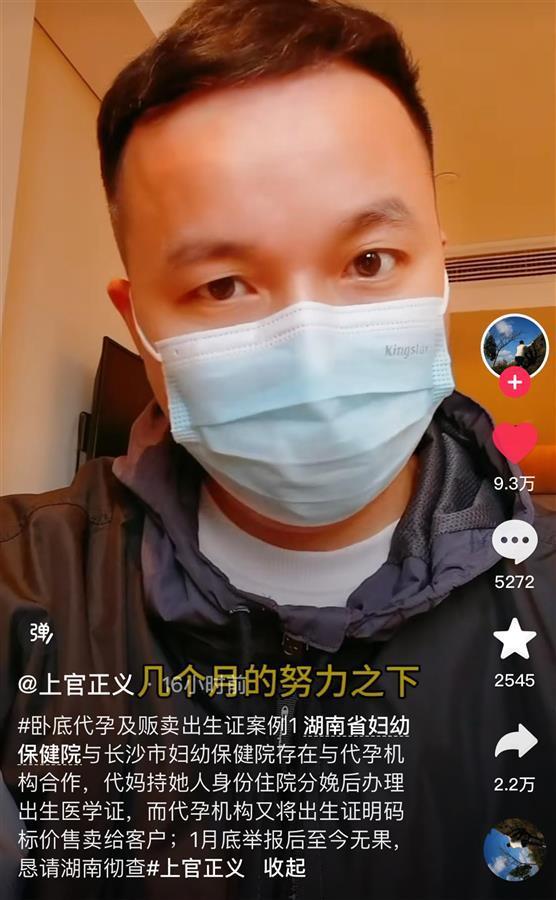 Kingstar
9.3万
5272
弹
2545
@上官正义
16小时前
几个月的努力之下
#卧底代孕及贩卖出生证案例1 湖南省妇幼
保健院与长沙市妇幼保健院存在与代孕机
构合作，代妈持她人身份住院分娩后办理
出生医学证，而代孕机构又将出生证明码
标价售卖给客户；1月底举报后至今无果，
恳请湖南彻查#上官正义 收起
2.2万